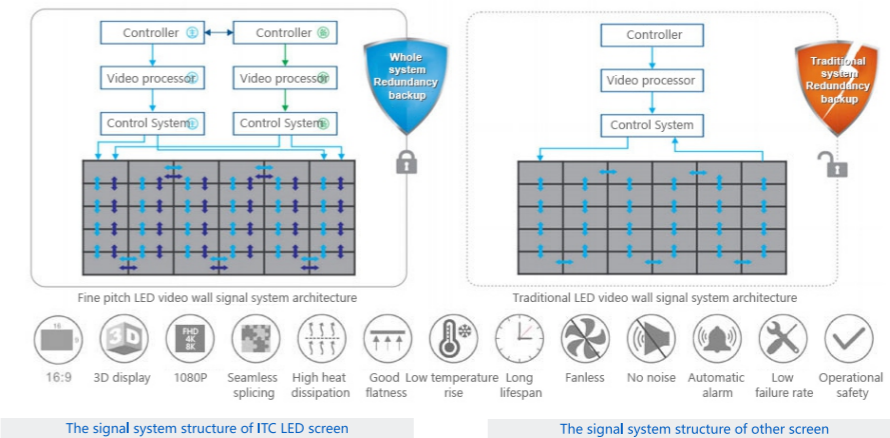 Controller
Controller
Video processor
Video processor
Control System
Control System
Whole
system
Redundancy
backup
Fine pitch LED video wall signal system architecture
Controller
Video processor
Control System
Traditional
system
Redundancy
backup
Traditional LED video wall signal system architecture
16
9
16:9
3D
3D display
FHD
4K
8K
1080P
Seamless
splicing
High heat
dissipation
Good
flatness
Low temperature
rise
Long
lifespan
Fanless
No noise
Automatic
alarm
Low
failure rate
Operational
safety
The signal system structure of ITC LED screen
The signal system structure of other screen